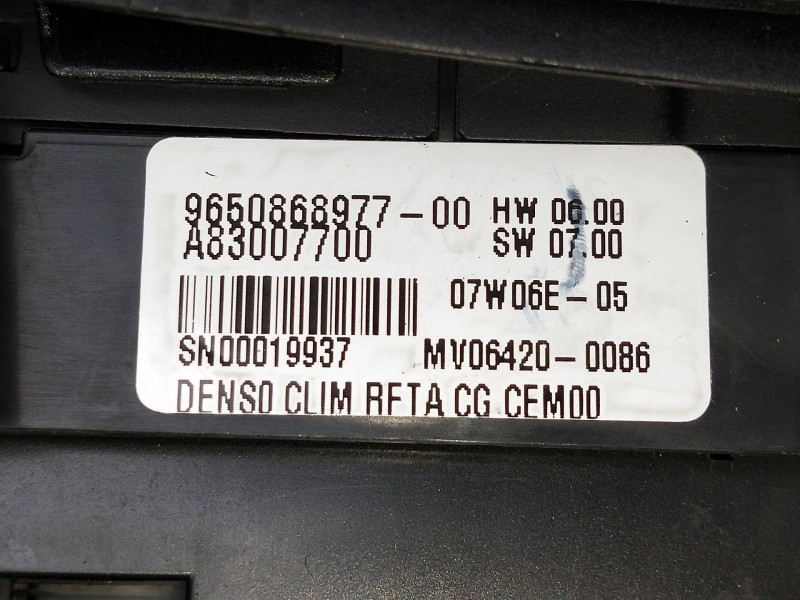 9650868977-00 HW 06.00
A83007700 SW 07.00
07W06E-05
SN00019937 MV06420-0086
DENSO CLIM RFTA CG CEM00